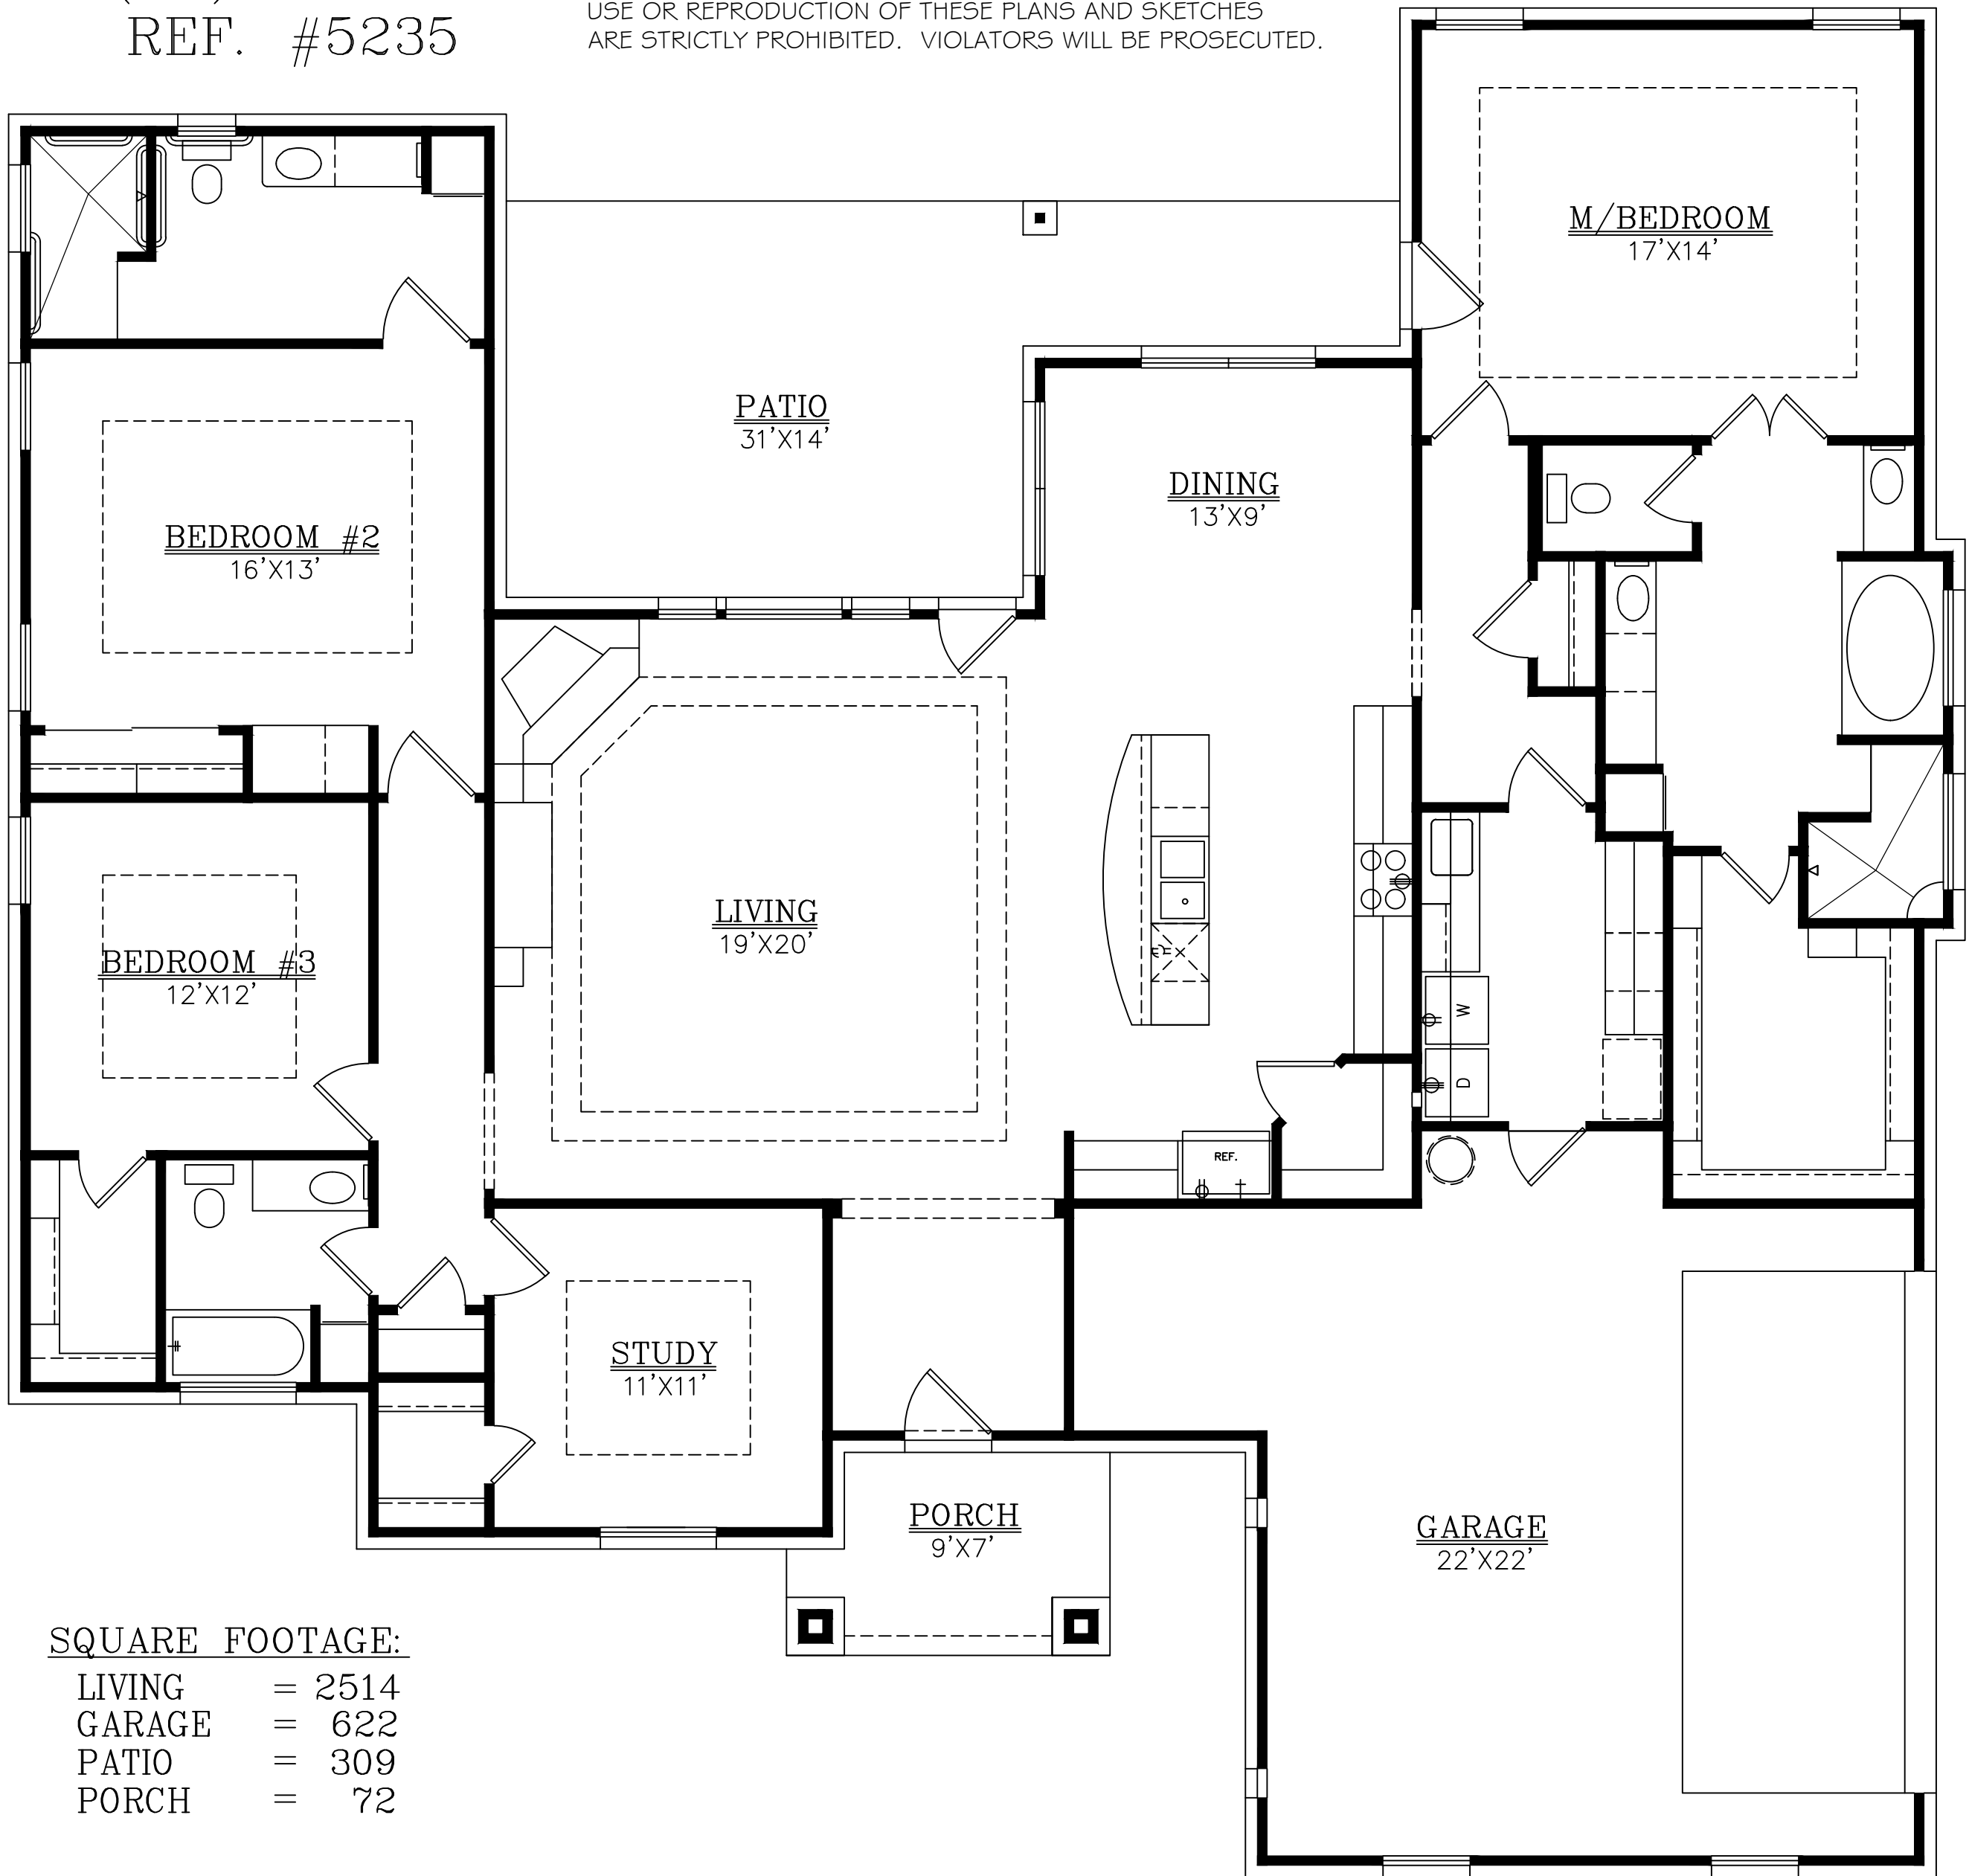 REF. #5235
USE OR REPRODUCTION OF THESE PLANS AND SKETCHES
ARE STRICTLY PROHIBITED. VIOLATORS WILL BE PROSECUTED.
M/BEDROOM
17'X14'
PATIO
31'X14'
DINING
13'X9'
BEDROOM #2
16'X13'
LIVING
19'X20'
BEDROOM #3
12'X12'
W
D
REF.
STUDY
11'X11'
PORCH
9'X7'
GARAGE
22'X22'
SQUARE FOOTAGE:
LIVING = 2514
GARAGE = 622
PATIO = 309
PORCH = 72